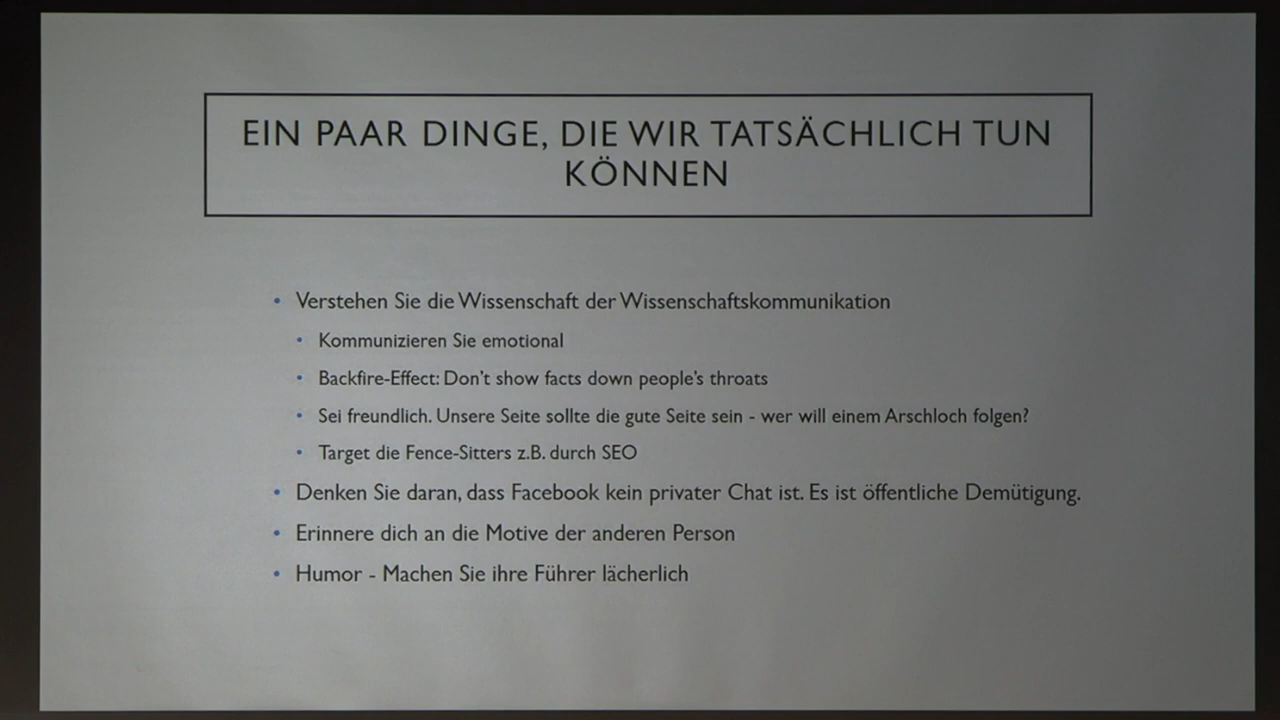 EIN PAAR DINGE, DIE WIR TATSÄCHLICH TUN
KÖNNEN
• Verstehen Sie die Wissenschaft der Wissenschaftskommunikation
• Kommunizieren Sie emotional
• Backfire-Effect: Don't show facts down people's throats
• Sei freundlich. Unsere Seite sollte die gute Seite sein - wer will einem Arschloch folgen?
• Target die Fence-Sitters z.B. durch SEO
• Denken Sie daran, dass Facebook kein privater Chat ist. Es ist öffentliche Demütigung.
• Erinnere dich an die Motive der anderen Person
• Humor - Machen Sie ihre Führer lächerlich